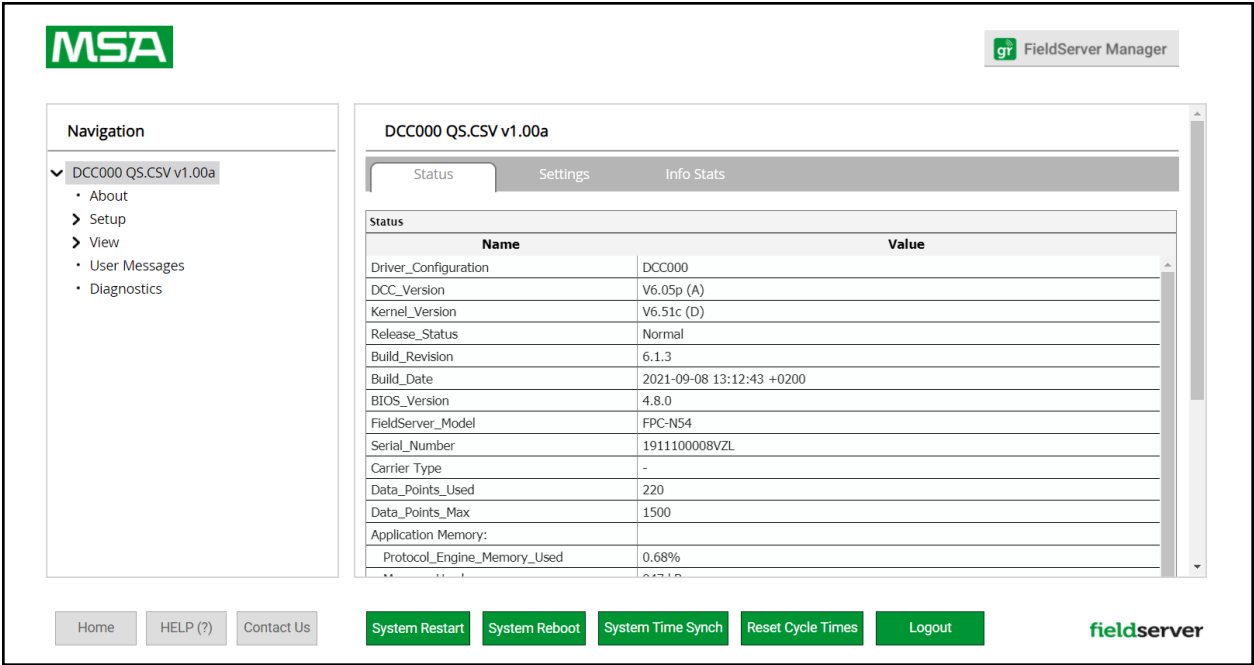 MSA
gr FieldServer Manager
Navigation
DCC000 QS.CSV v1.00a
About
Setup
View
User Messages
Diagnostics
DCC000 QS.CSV v1.00a
Status Settings Info Stats
Status
Name Value
Driver_Configuration DCC000
DCC_Version V6.05p (A)
Kernel_Version V6.51c (D)
Release_Status Normal
Build_Revision 6.1.3
Build_Date 2021-09-08 13:12:43 +0200
BIOS_Version 4.8.0
FieldServer_Model FPC-N54
Serial_Number 1911100008VZL
Carrier Type -
Data_Points_Used 220
Data_Points_Max 1500
Application Memory:
Protocol_Engine_Memory_Used 0.68%
Home HELP (?) Contact Us System Restart System Reboot System Time Synch Reset Cycle Times Logout fieldserver